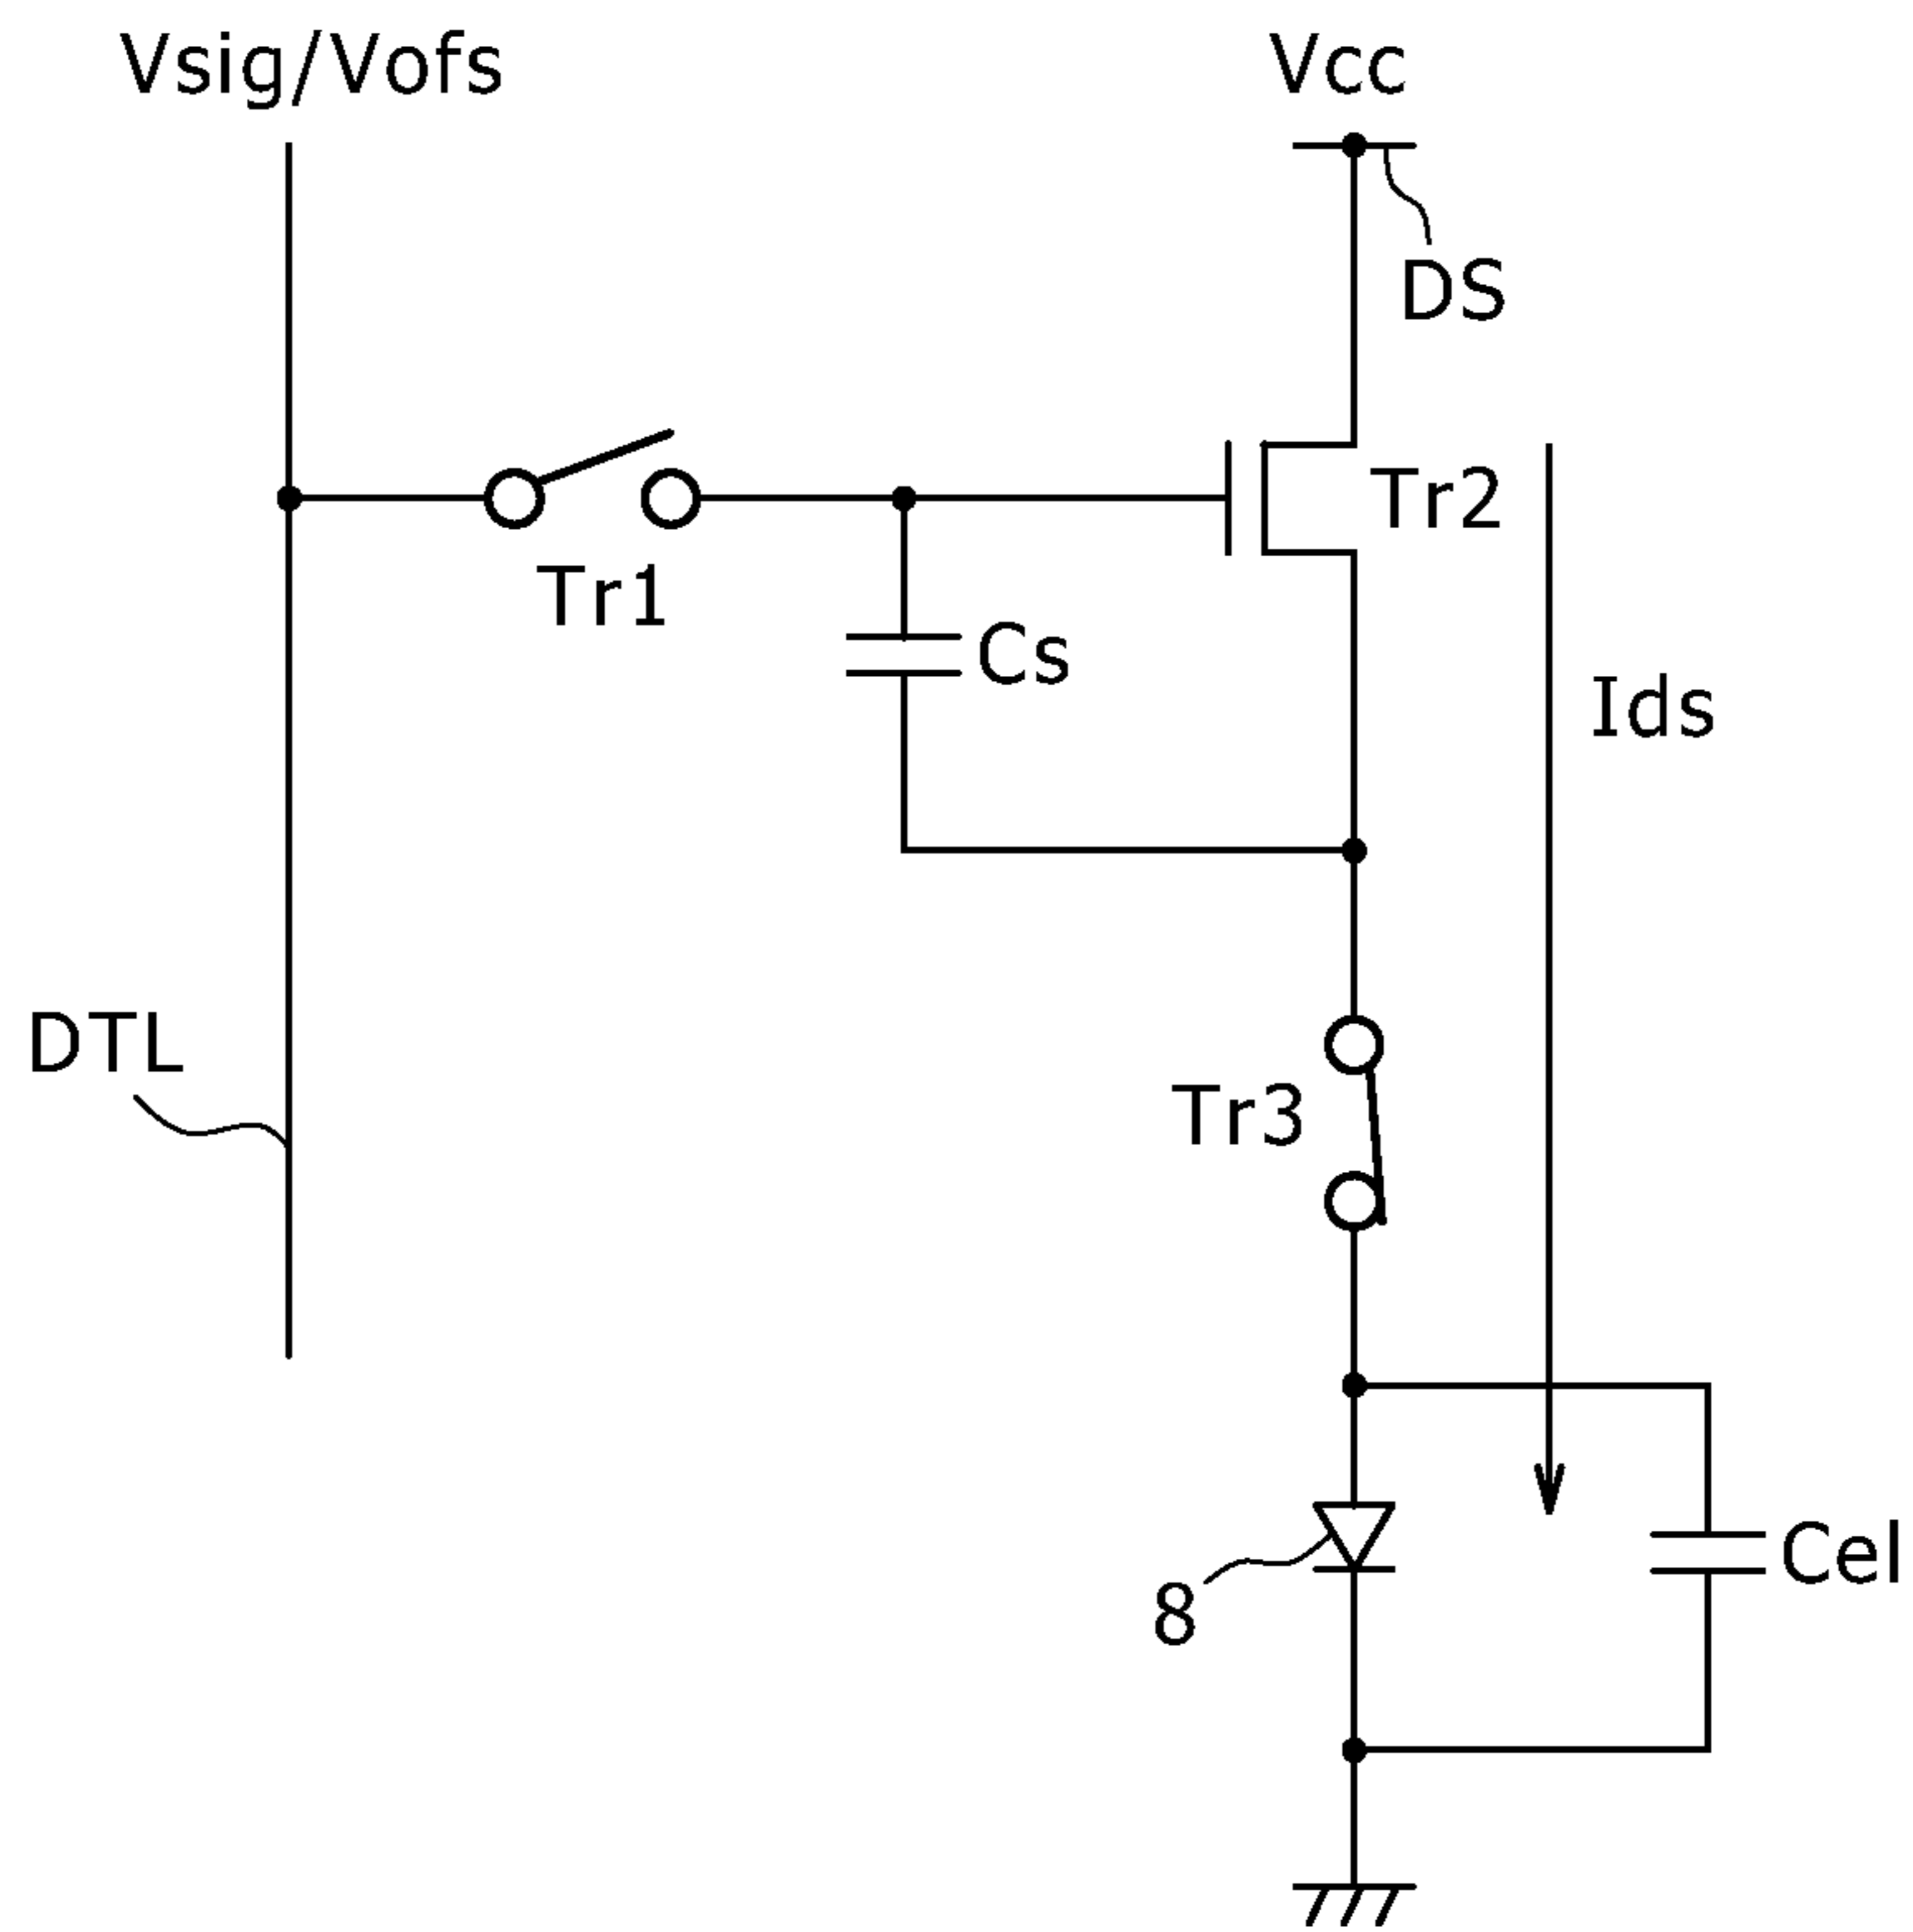 Vsig/Vofs
Vcc
DS
Tr2
Tr1
Cs
Ids
DTL
Tr3
Cel
8